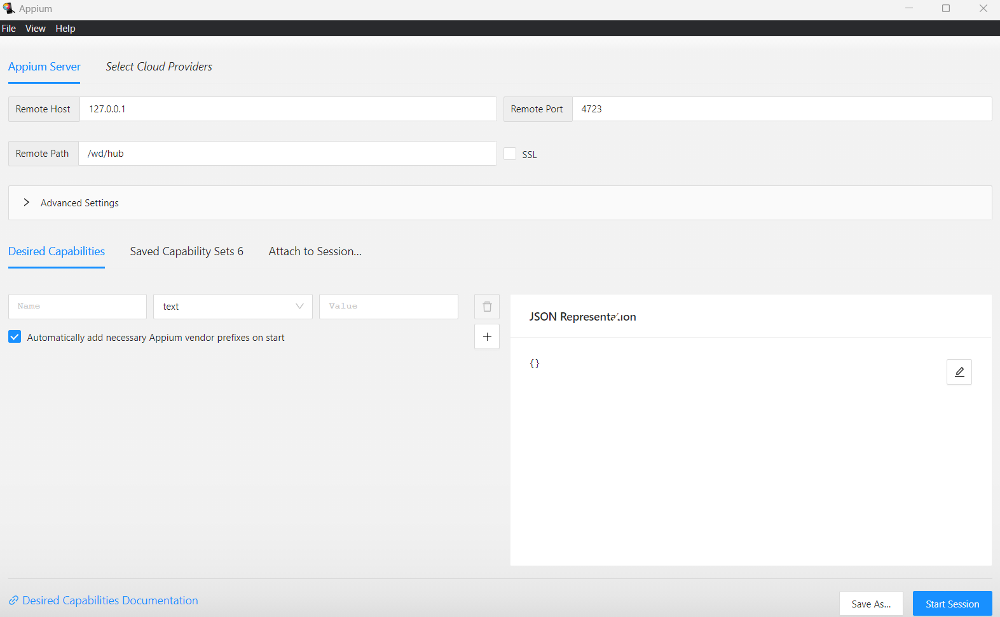 Appium
File View Help
Appium Server Select Cloud Providers
Remote Host 127.0.0.1 Remote Port 4723
Remote Path /wd/hub SSL
Advanced Settings
Desired Capabilities Saved Capability Sets 6 Attach to Session...
Name text Value
JSON Representation
Automatically add necessary Appium vendor prefixes on start
{}
Desired Capabilities Documentation
Save As... Start Session